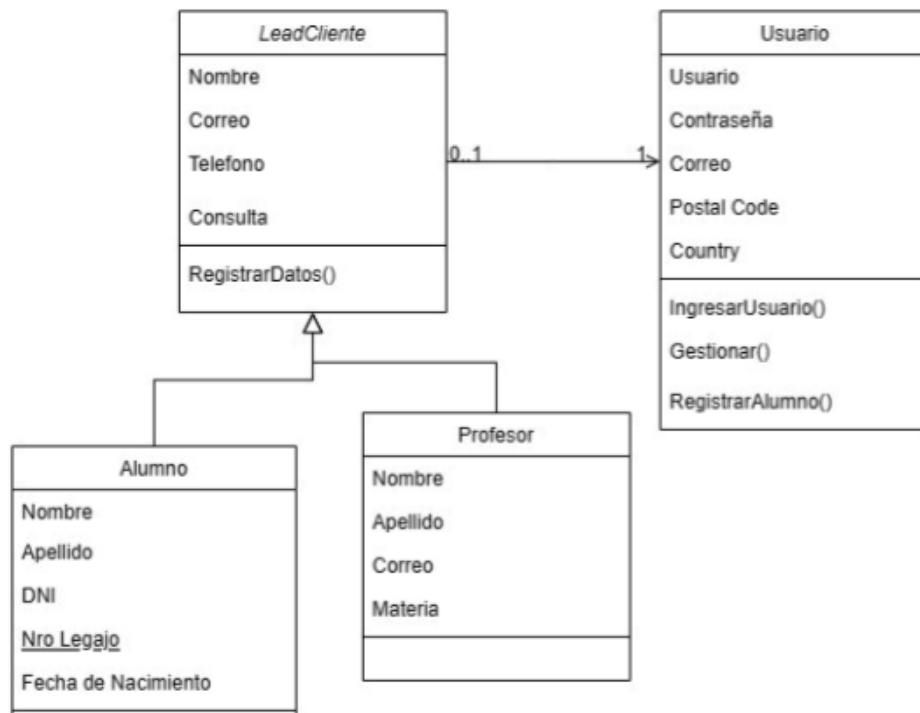 LeadCliente
Nombre
Correo
Telefono
Consulta
RegistrarDatos()
0..1
1
Usuario
Usuario
Contraseña
Correo
Postal Code
Country
IngresarUsuario()
Gestionar()
RegistrarAlumno()
Alumno
Nombre
Apellido
DNI
Nro Legajo
Fecha de Nacimiento
Profesor
Nombre
Apellido
Correo
Materia